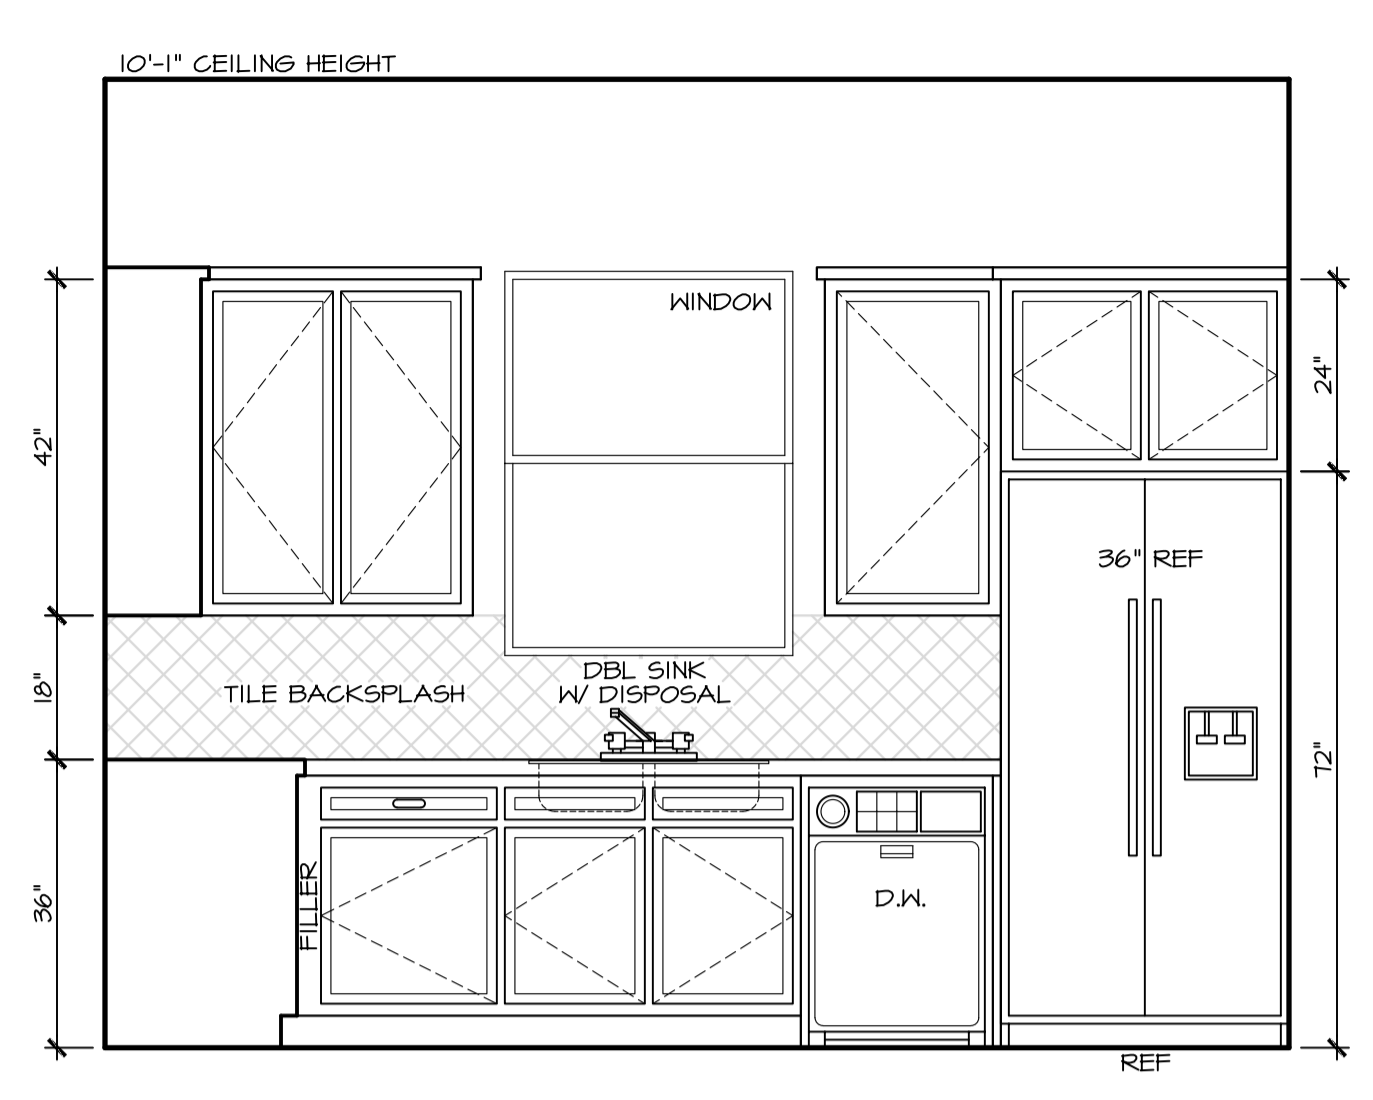 10'-1" CEILING HEIGHT
WINDOW
24"
42"
36" REF
DBL SINK
W/ DISPOSAL
TILE BACKSPLASH
18"
72"
36"
FILLER
D.W.
REF